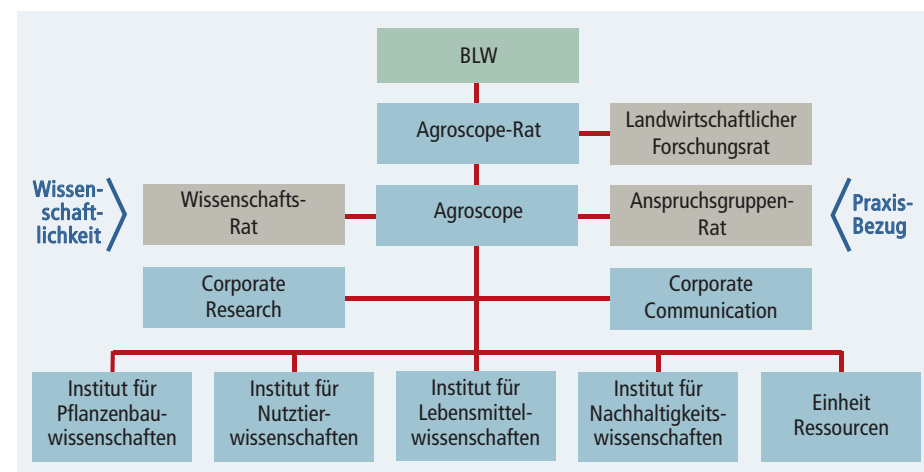 BLW
Agroscope-Rat
Landwirtschaftlicher
Forschungsrat
Wissen-
schaft-
lichkeit
Wissenschafts-
Rat
Agroscope
Anspruchsgruppen-
Rat
Praxis-
Bezug
Corporate
Research
Corporate
Communication
Institut für
Pflanzenbau-
wissenschaften
Institut für
Nutztier-
wissenschaften
Institut für
Lebensmittel-
wissenschaften
Institut für
Nachhaltigkeits-
wissenschaften
Einheit
Ressourcen